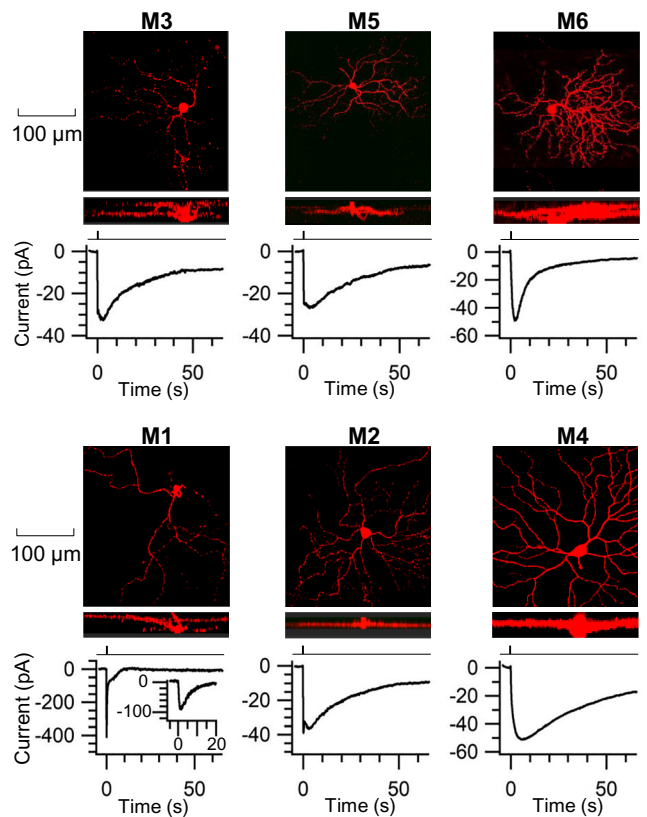 M3 M5 M6
100 μm
Current (pA)
0 0 0
-20 -20 -20
-40
-40 -40 -60
0 50 0 50 0 50
Time (s) Time (s) Time (s)
M1 M2 M4
100 μm
Current (pA)
0 0 0 0
-200 -100 -20 -20
-400 -40 -40
0 20 -60 -60
0 50 0 50 0 50
Time (s) Time (s) Time (s)